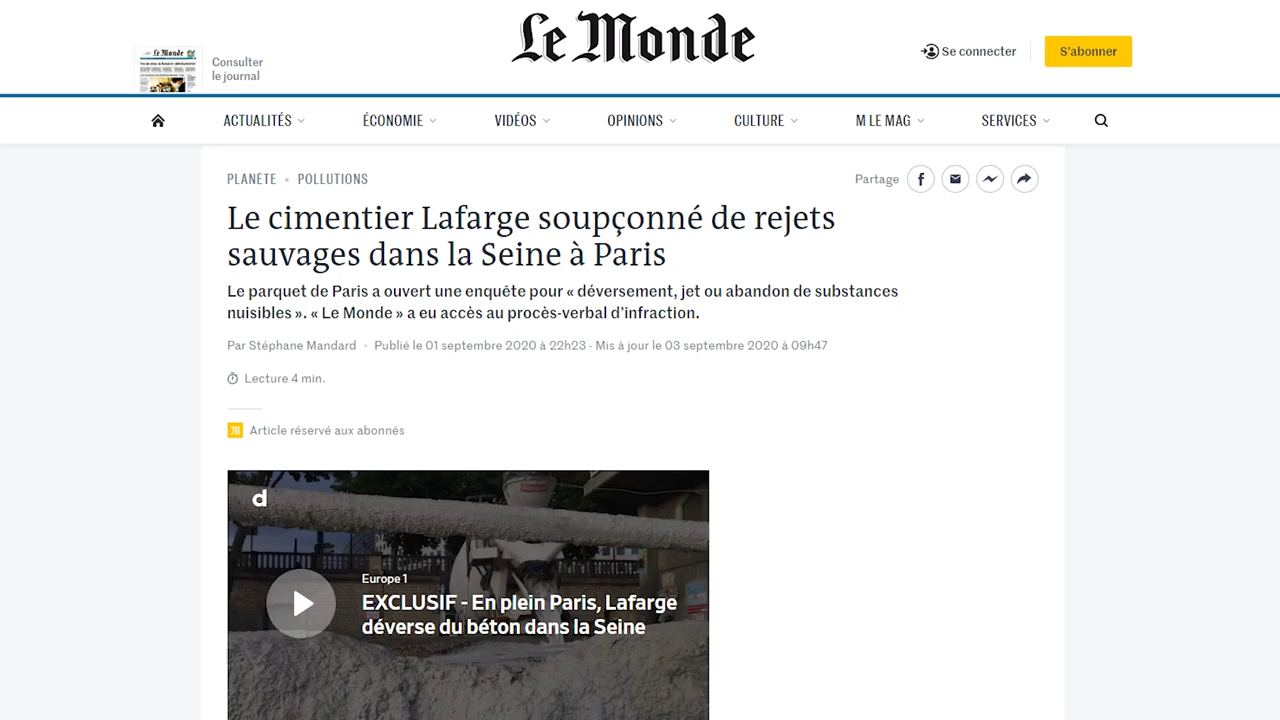 Le Monde
Consulter
le journal
Se connecter
S'abonner
ACTUALITÉS
ÉCONOMIE
VIDÉOS
OPINIONS
CULTURE
M LE MAG
SERVICES
PLANÈTE • POLLUTIONS
Partage
Le cimentier Lafarge soupçonné de rejets
sauvages dans la Seine à Paris
Le parquet de Paris a ouvert une enquête pour « déversement, jet ou abandon de substances
nuisibles ». « Le Monde » a eu accès au procès-verbal d'infraction.
Par Stéphane Mandard • Publié le 01 septembre 2020 à 22h23 - Mis à jour le 03 septembre 2020 à 09h47
Lecture 4 min.
Article réservé aux abonnés
d
Europe 1
EXCLUSIF - En plein Paris, Lafarge
déverse du béton dans la Seine